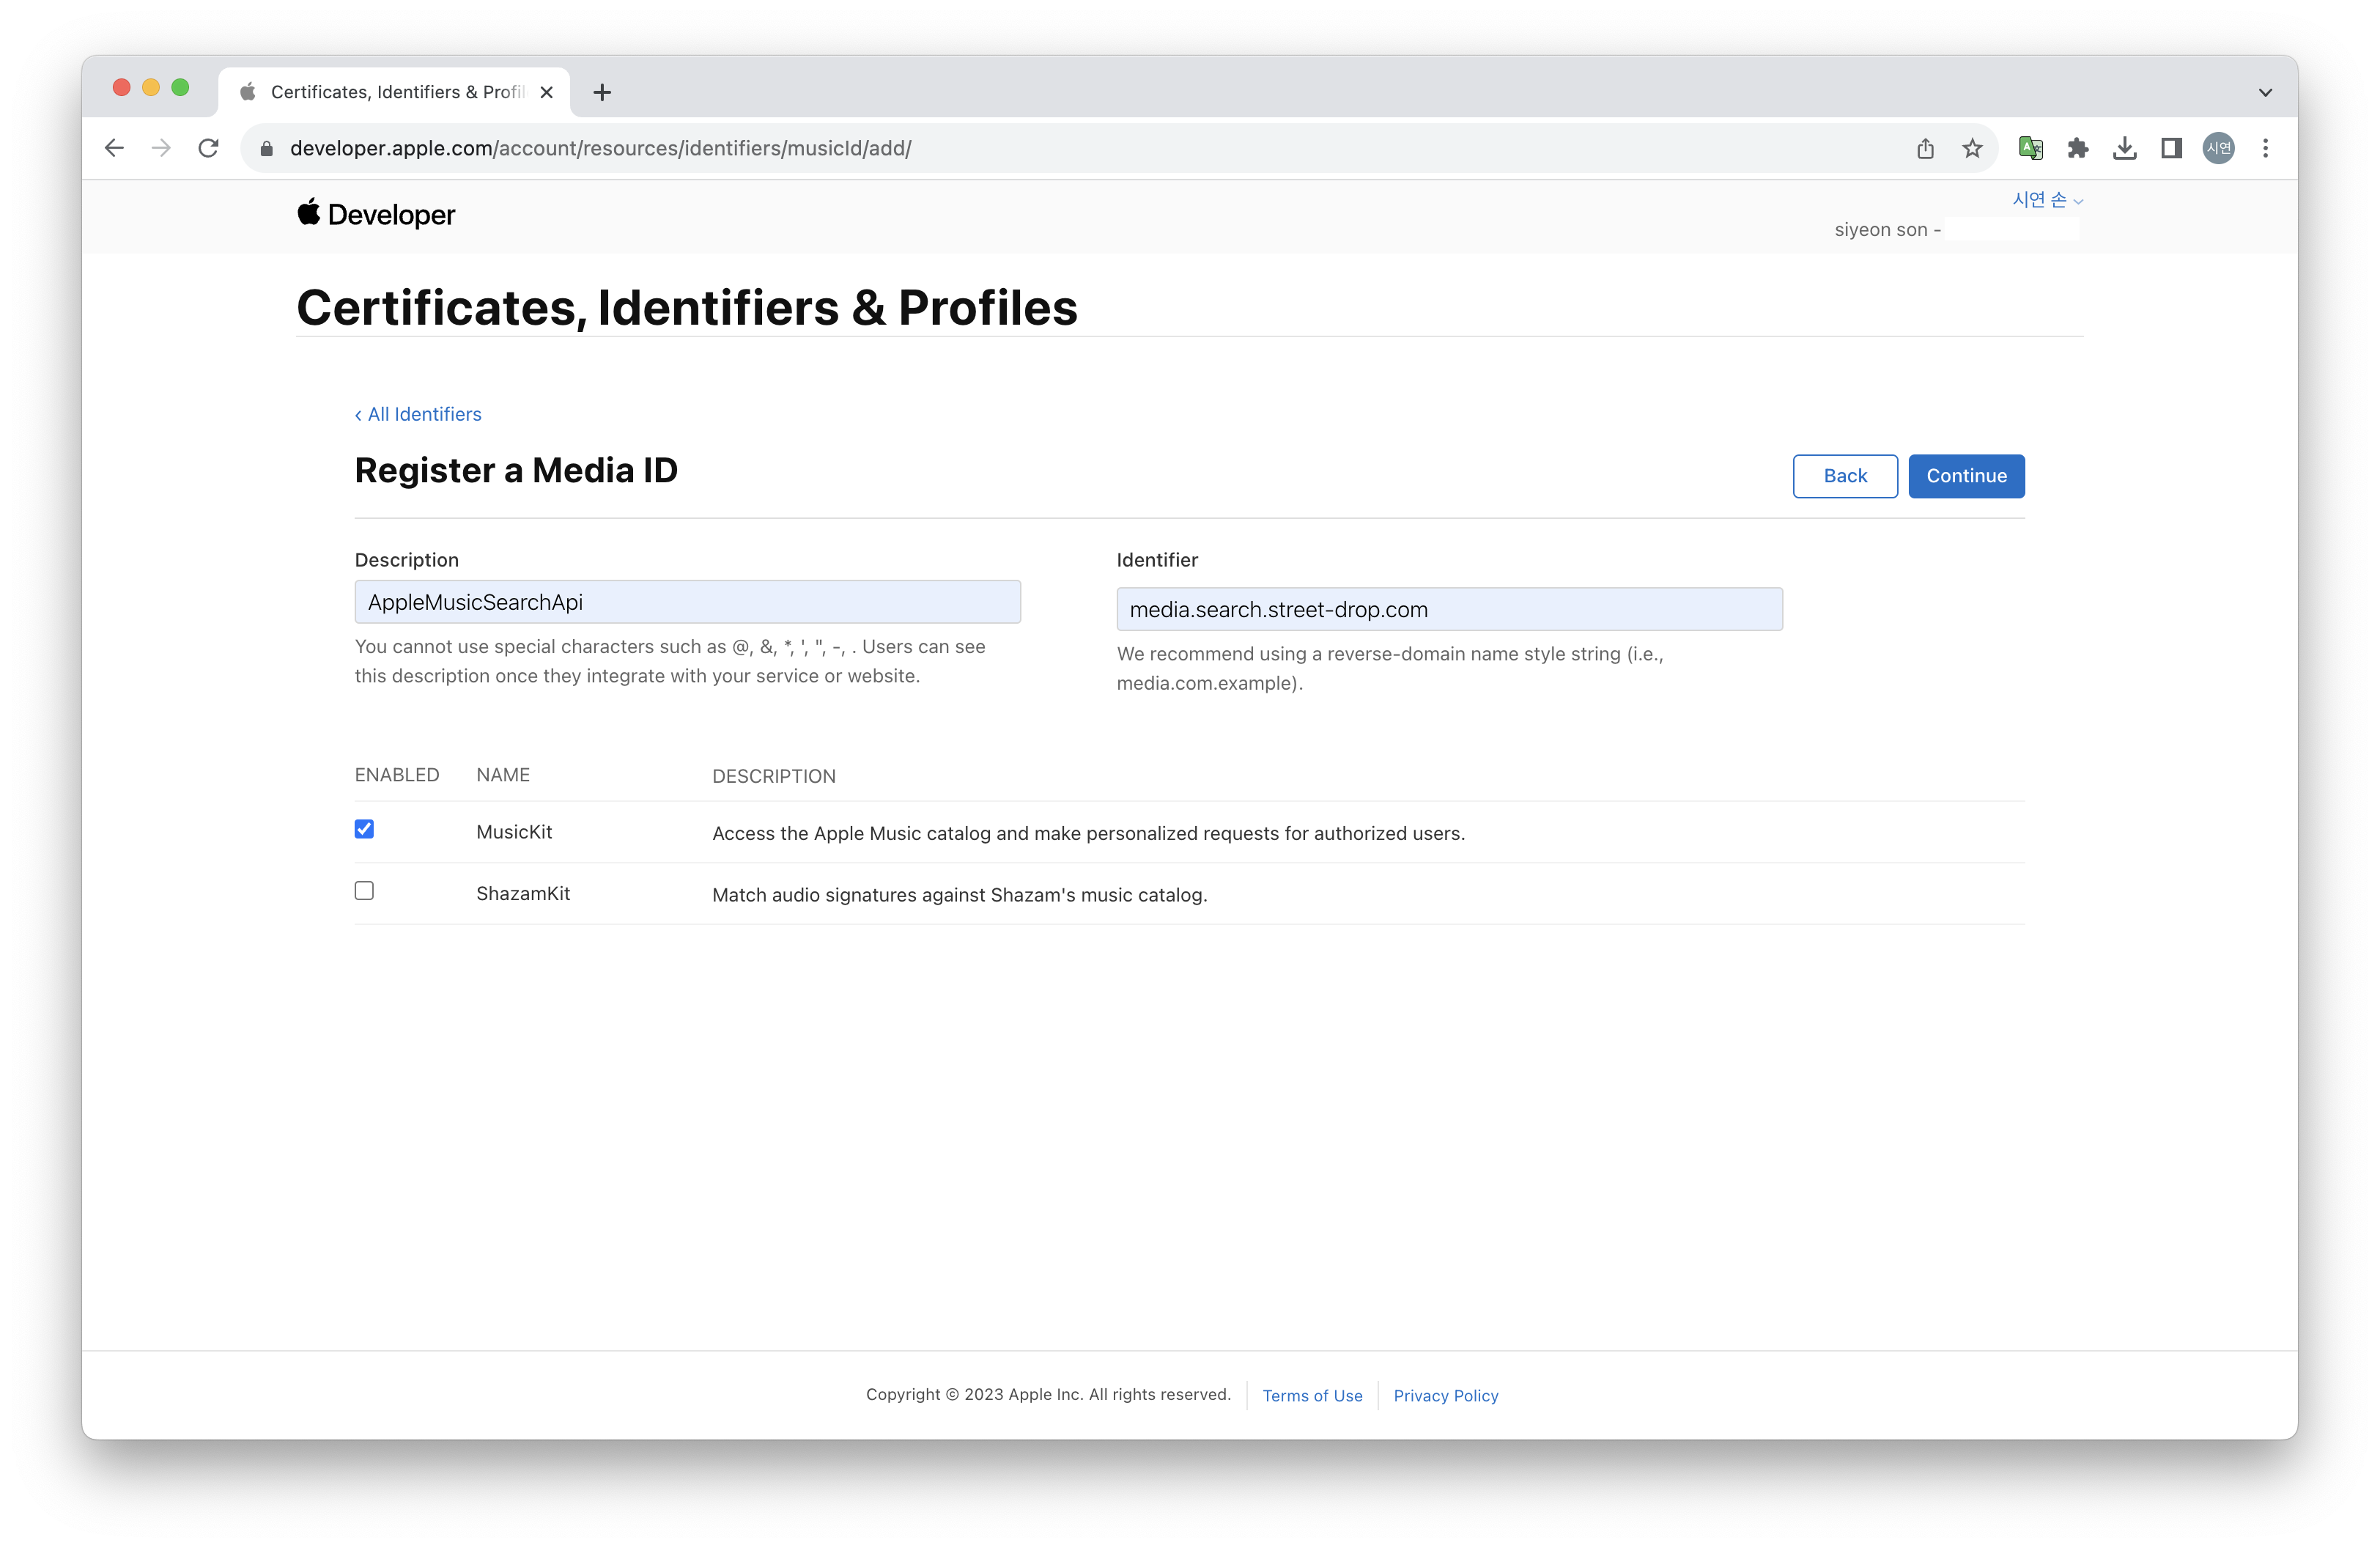 Certificates, Identifiers & Profil
developer.apple.com/account/resources/identifiers/musicId/add/
시연
Developer
시연 손
siyeon son -
Certificates, Identifiers & Profiles
‹ All Identifiers
Register a Media ID
Back
Continue
Description
Identifier
AppleMusicSearchApi
media.search.street-drop.com
You cannot use special characters such as @, &, *, ', ", -, . Users can see
this description once they integrate with your service or website.
We recommend using a reverse-domain name style string (i.e.,
media.com.example).
ENABLED NAME DESCRIPTION
MusicKit Access the Apple Music catalog and make personalized requests for authorized users.
ShazamKit Match audio signatures against Shazam's music catalog.
Copyright © 2023 Apple Inc. All rights reserved. Terms of Use Privacy Policy